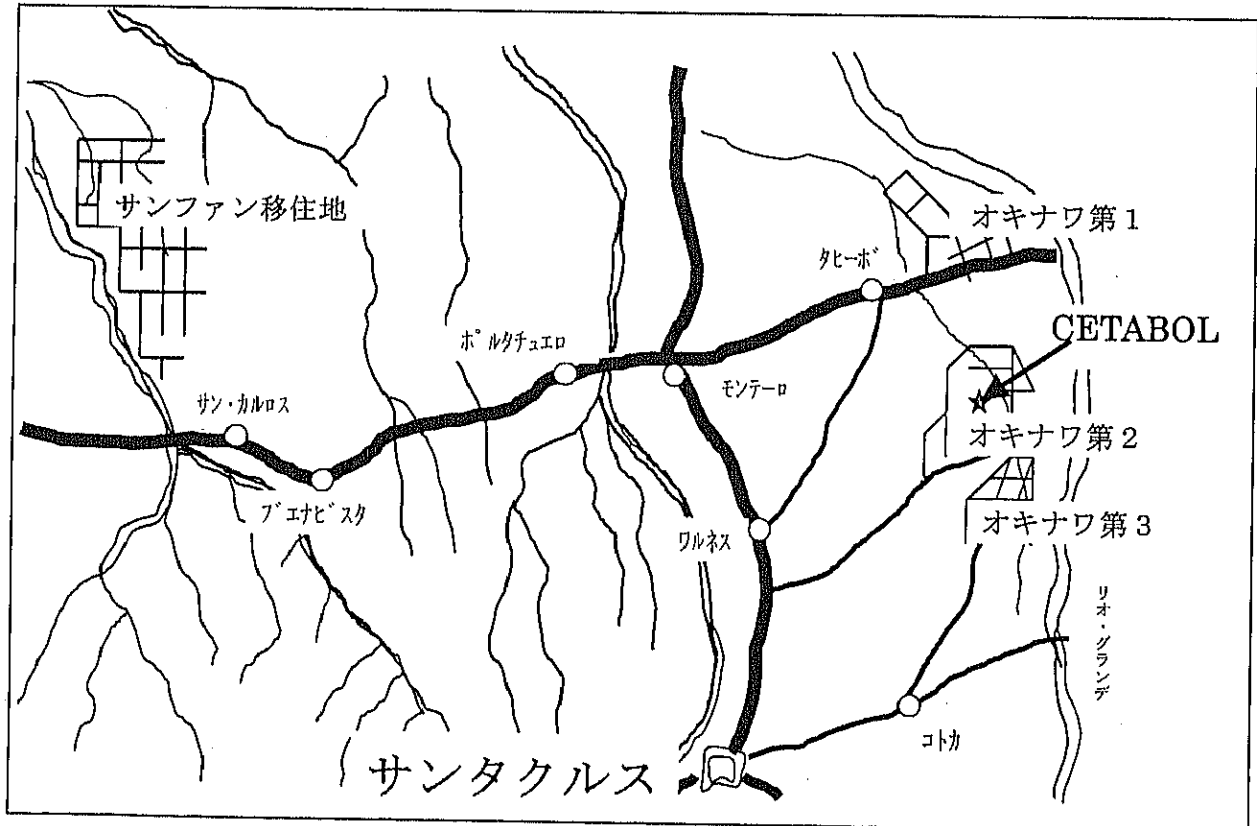 サンファン移住地
オキナワ第1
タヒーボ
CETABOL
ポルタチュエロ
モンテーロ
サン・カルロス
オキナワ第2
ブエナビスタ
オキナワ第3
ワルネス
リオ・グランデ
コトカ
サンタクルス